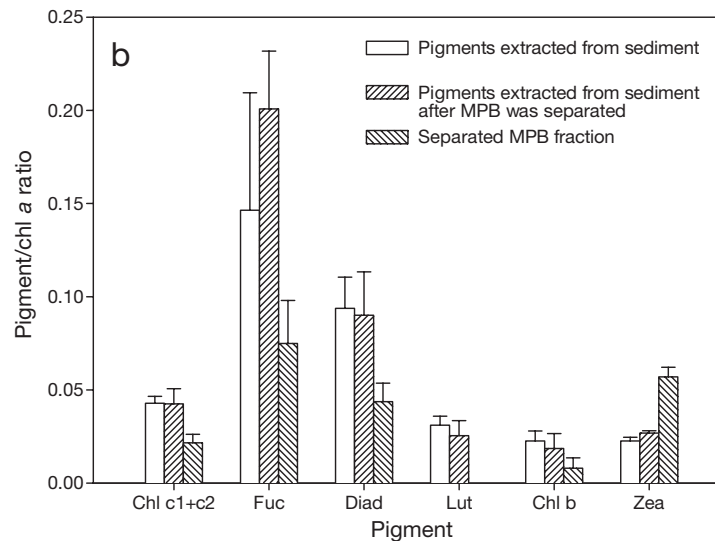 0.25
b
Pigments extracted from sediment
Pigments extracted from sediment
after MPB was separated
Separated MPB fraction
0.20
0.15
0.10
0.05
0.00
Pigment/chl a ratio
Chl c1+c2 Fuc Diad Lut Chl b Zea
Pigment